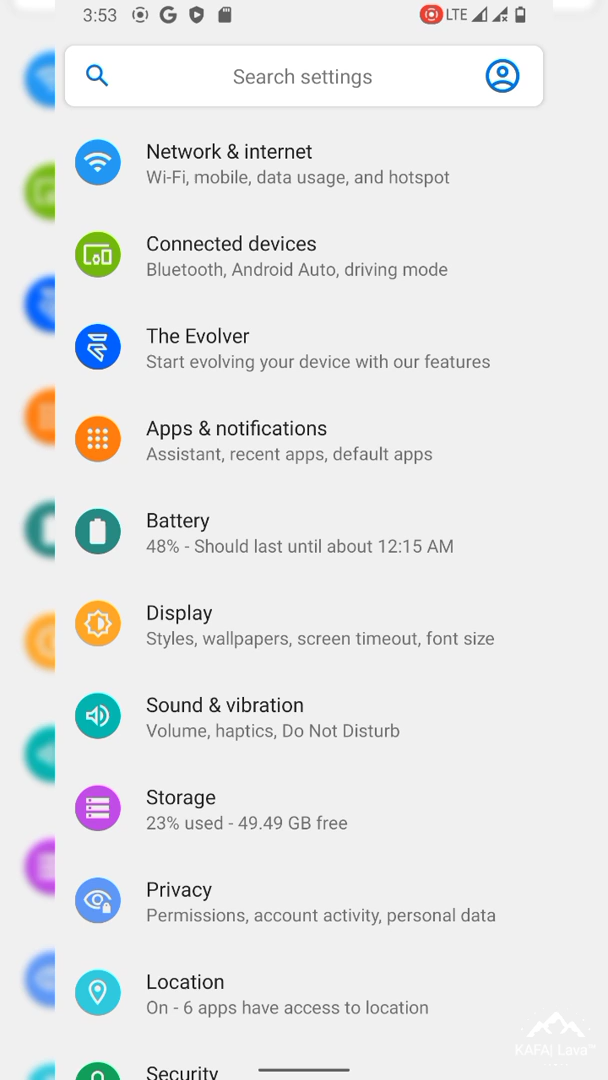 3:53
LTE
Search settings
Network & internet
Wi-Fi, mobile, data usage, and hotspot
Connected devices
Bluetooth, Android Auto, driving mode
The Evolver
Start evolving your device with our features
Apps & notifications
Assistant, recent apps, default apps
Battery
48% - Should last until about 12:15 AM
Display
Styles, wallpapers, screen timeout, font size
Sound & vibration
Volume, haptics, Do Not Disturb
Storage
23% used - 49.49 GB free
Privacy
Permissions, account activity, personal data
Location
On - 6 apps have access to location
KAFA| Lava™
Security